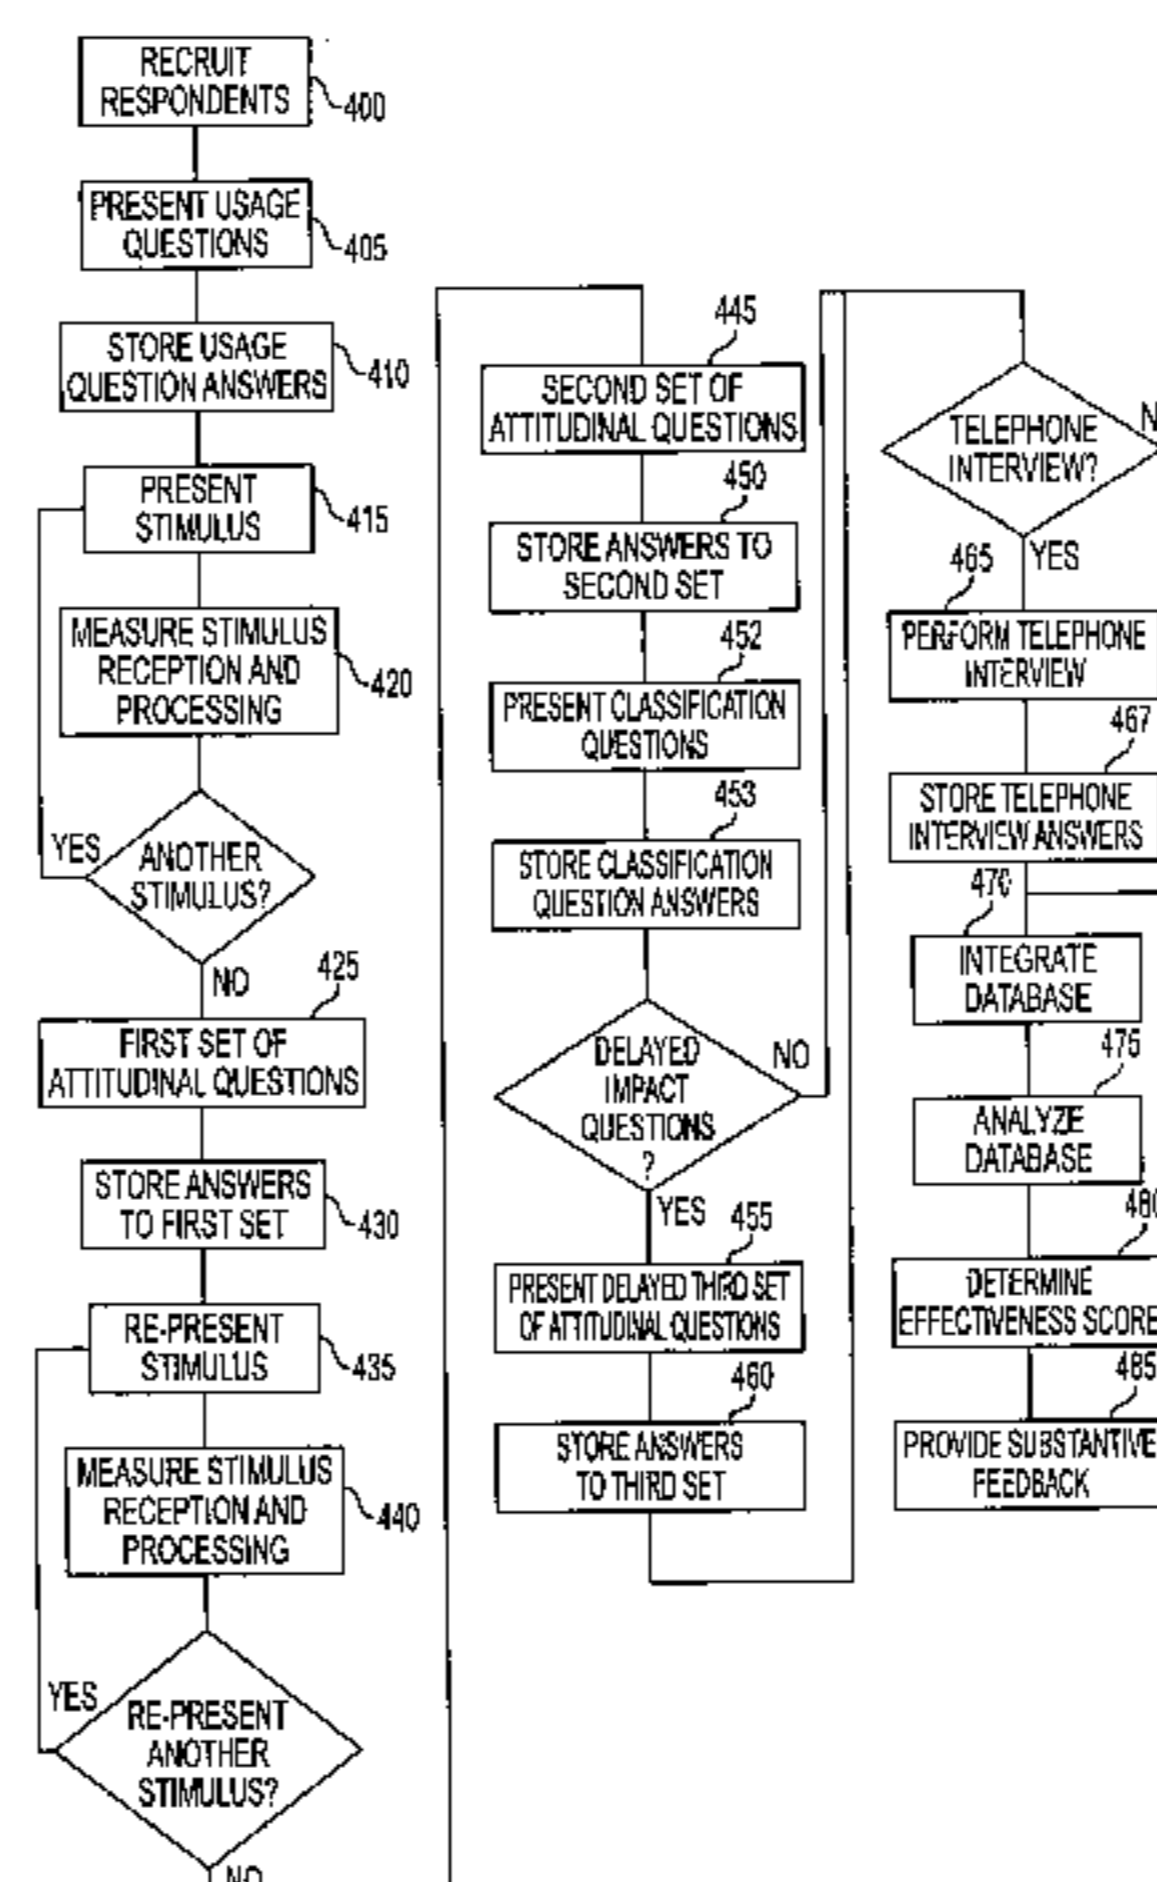 RECRUIT
RESPONDENTS
400
PRESENT USAGE
QUESTIONS
405
STORE USAGE
QUESTION ANSWERS
410
PRESENT
STIMULUS
415
MEASURE STIMULUS
RECEPTION AND
PROCESSING
420
YES
ANOTHER
STIMULUS?
NO
425
FIRST SET OF
ATTITUDINAL QUESTIONS
STORE ANSWERS
TO FIRST SET
430
RE-PRESENT
STIMULUS
435
MEASURE STIMULUS
RECEPTION AND
PROCESSING
440
YES
RE-PRESENT
ANOTHER
STIMULUS?
NO
445
SECOND SET OF
ATTITUDINAL QUESTIONS
450
STORE ANSWERS TO
SECOND SET
452
PRESENT CLASSIFICATION
QUESTIONS
453
STORE CLASSIFICATION
QUESTION ANSWERS
DELAYED
IMPACT
QUESTIONS
?
NO
YES
455
PRESENT DELAYED THIRD SET
OF ATTITUDINAL QUESTIONS
460
STORE ANSWERS
TO THIRD SET
TELEPHONE
INTERVIEW?
N
YES
465
PERFORM TELEPHONE
INTERVIEW
467
STORE TELEPHONE
INTERVIEW ANSWERS
470
INTEGRATE
DATABASE
475
ANALYZE
DATABASE
480
DETERMINE
EFFECTIVENESS SCORE
485
PROVIDE SUBSTANTIVE
FEEDBACK